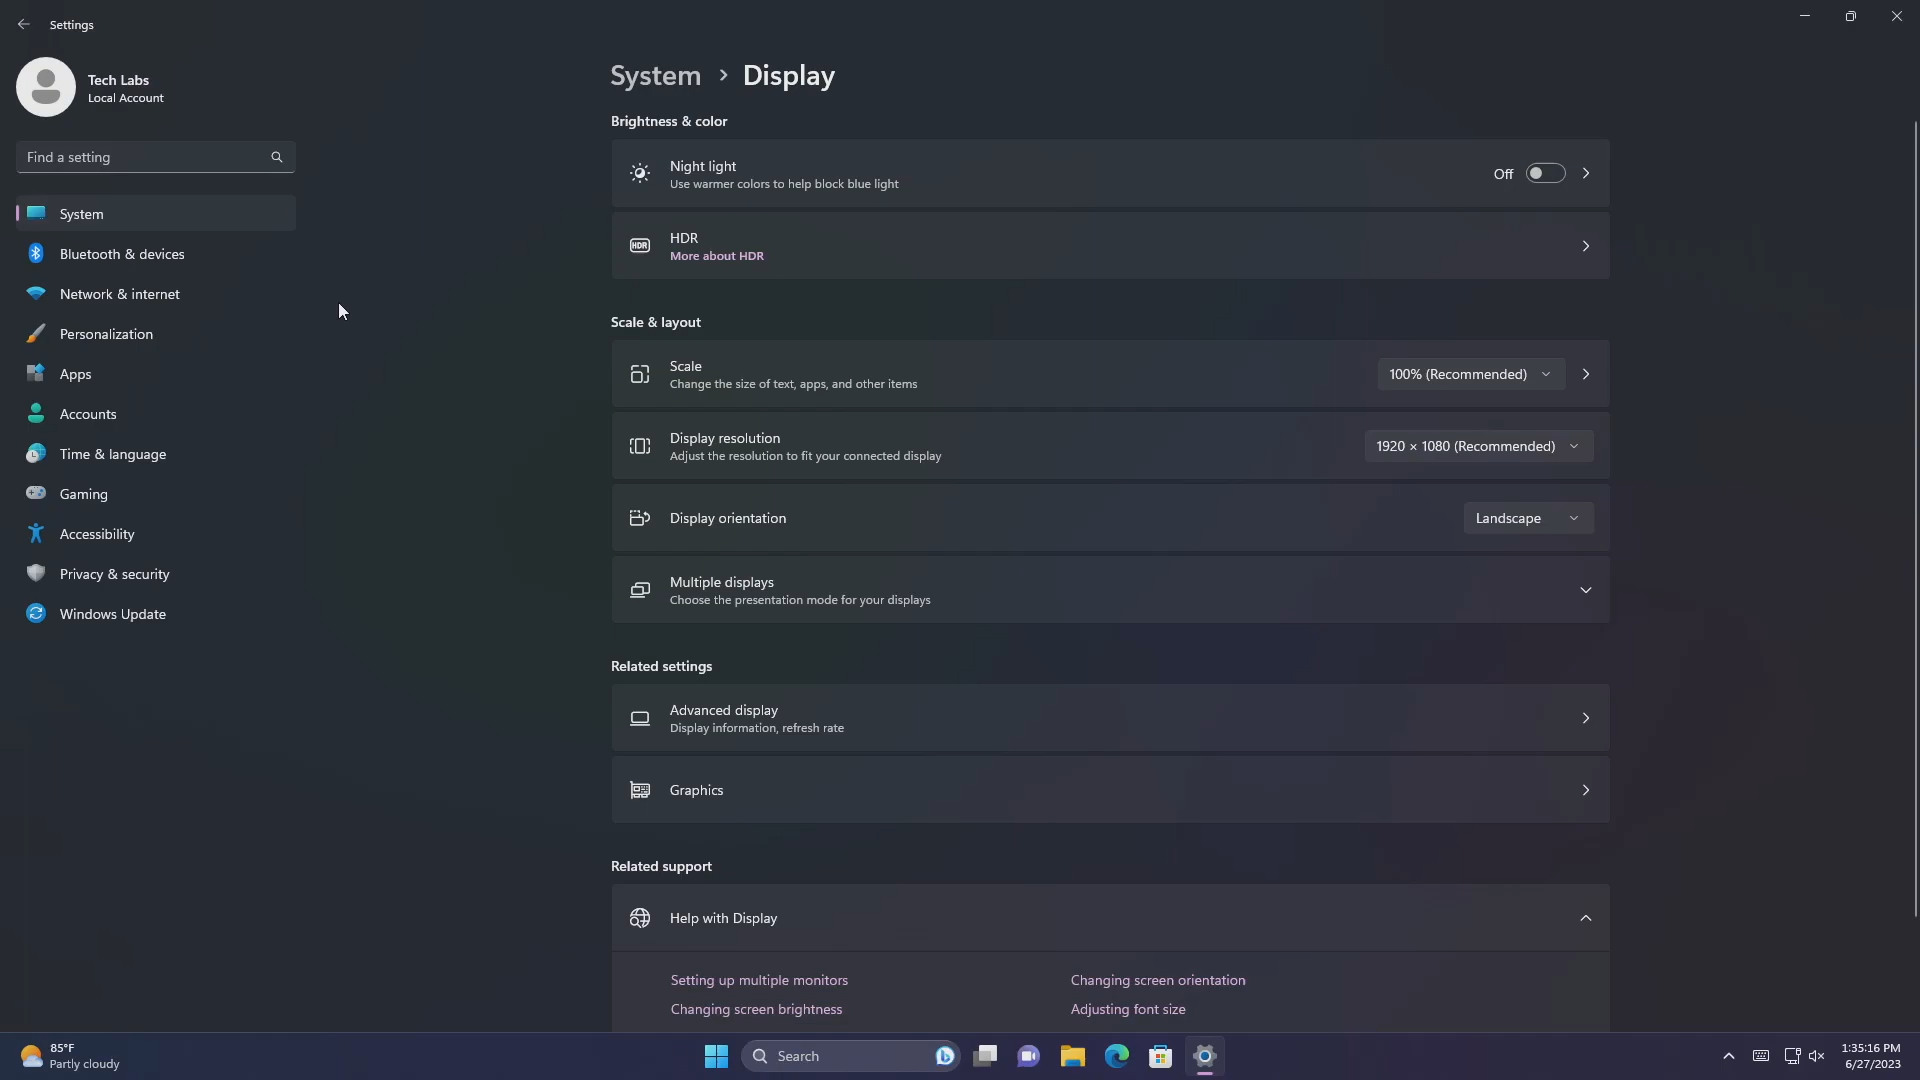 Settings
Tech Labs
Local Account
Find a setting
System
Bluetooth & devices
Network & internet
Personalization
Apps
Accounts
Time & language
Gaming
Accessibility
Privacy & security
Windows Update
System > Display
Brightness & color
Night light
Use warmer colors to help block blue light
Off
HDR
HDR
More about HDR
Scale & layout
Scale
Change the size of text, apps, and other items
100% (Recommended)
Display resolution
Adjust the resolution to fit your connected display
1920 × 1080 (Recommended)
Display orientation
Landscape
Multiple displays
Choose the presentation mode for your displays
Related settings
Advanced display
Display information, refresh rate
Graphics
Related support
Help with Display
Setting up multiple monitors
Changing screen orientation
Changing screen brightness
Adjusting font size
85°F
Partly cloudy
Search
1:35:16 PM
6/27/2023